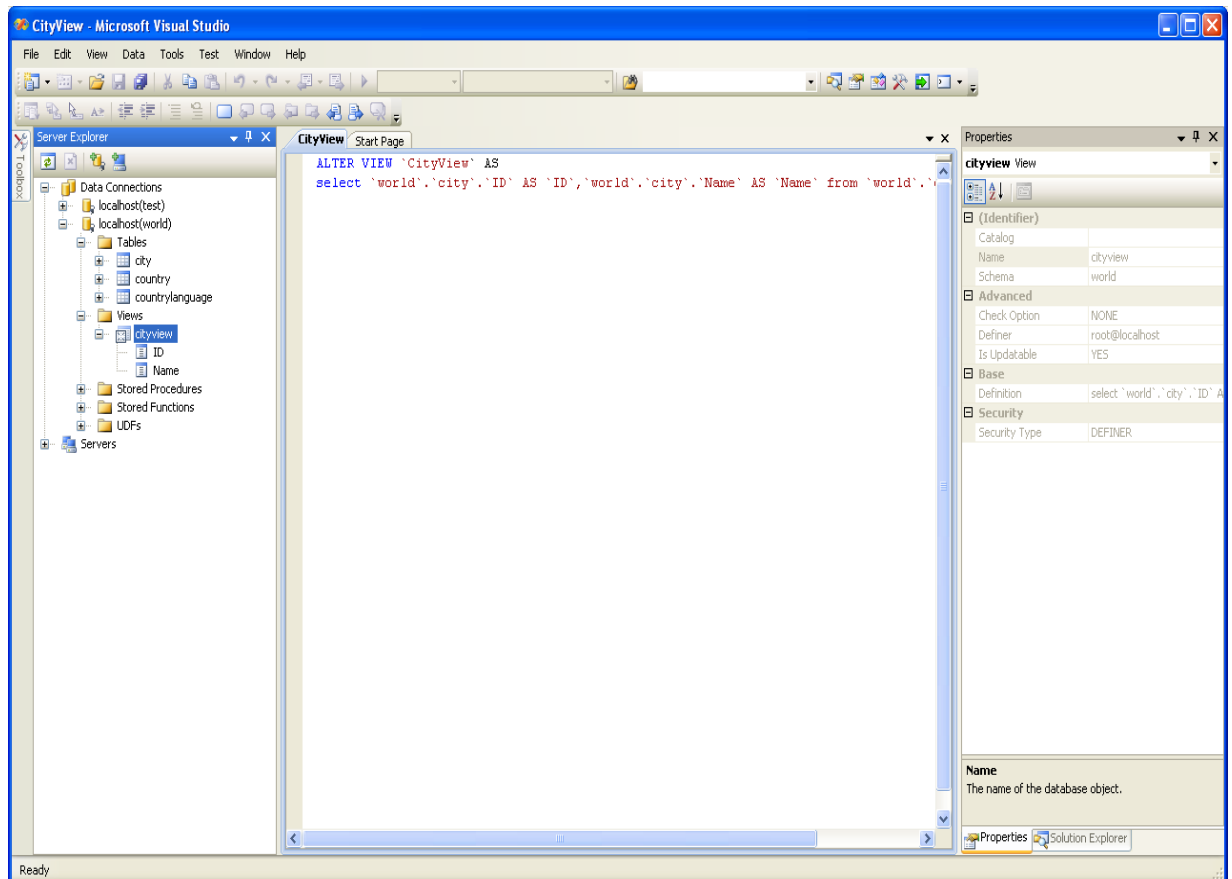 CityView - Microsoft Visual Studio
File Edit View Data Tools Test Window Help
Toolbox
Server Explorer
Data Connections
localhost(test)
localhost(world)
Tables
city
country
countrylanguage
Views
cityview
ID
Name
Stored Procedures
Stored Functions
UDFs
Servers
CityView Start Page
ALTER VIEW `CityView` AS
select `world`.`city`.`ID` AS `ID`,`world`.`city`.`Name` AS `Name` from `world`.`
Properties
cityview View
(Identifier)
Catalog
Name cityview
Schema world
Advanced
Check Option NONE
Definer root@localhost
Is Updatable YES
Base
Definition select `world`.`city`.`ID` A
Security
Security Type DEFINER
Name
The name of the database object.
Properties Solution Explorer
Ready